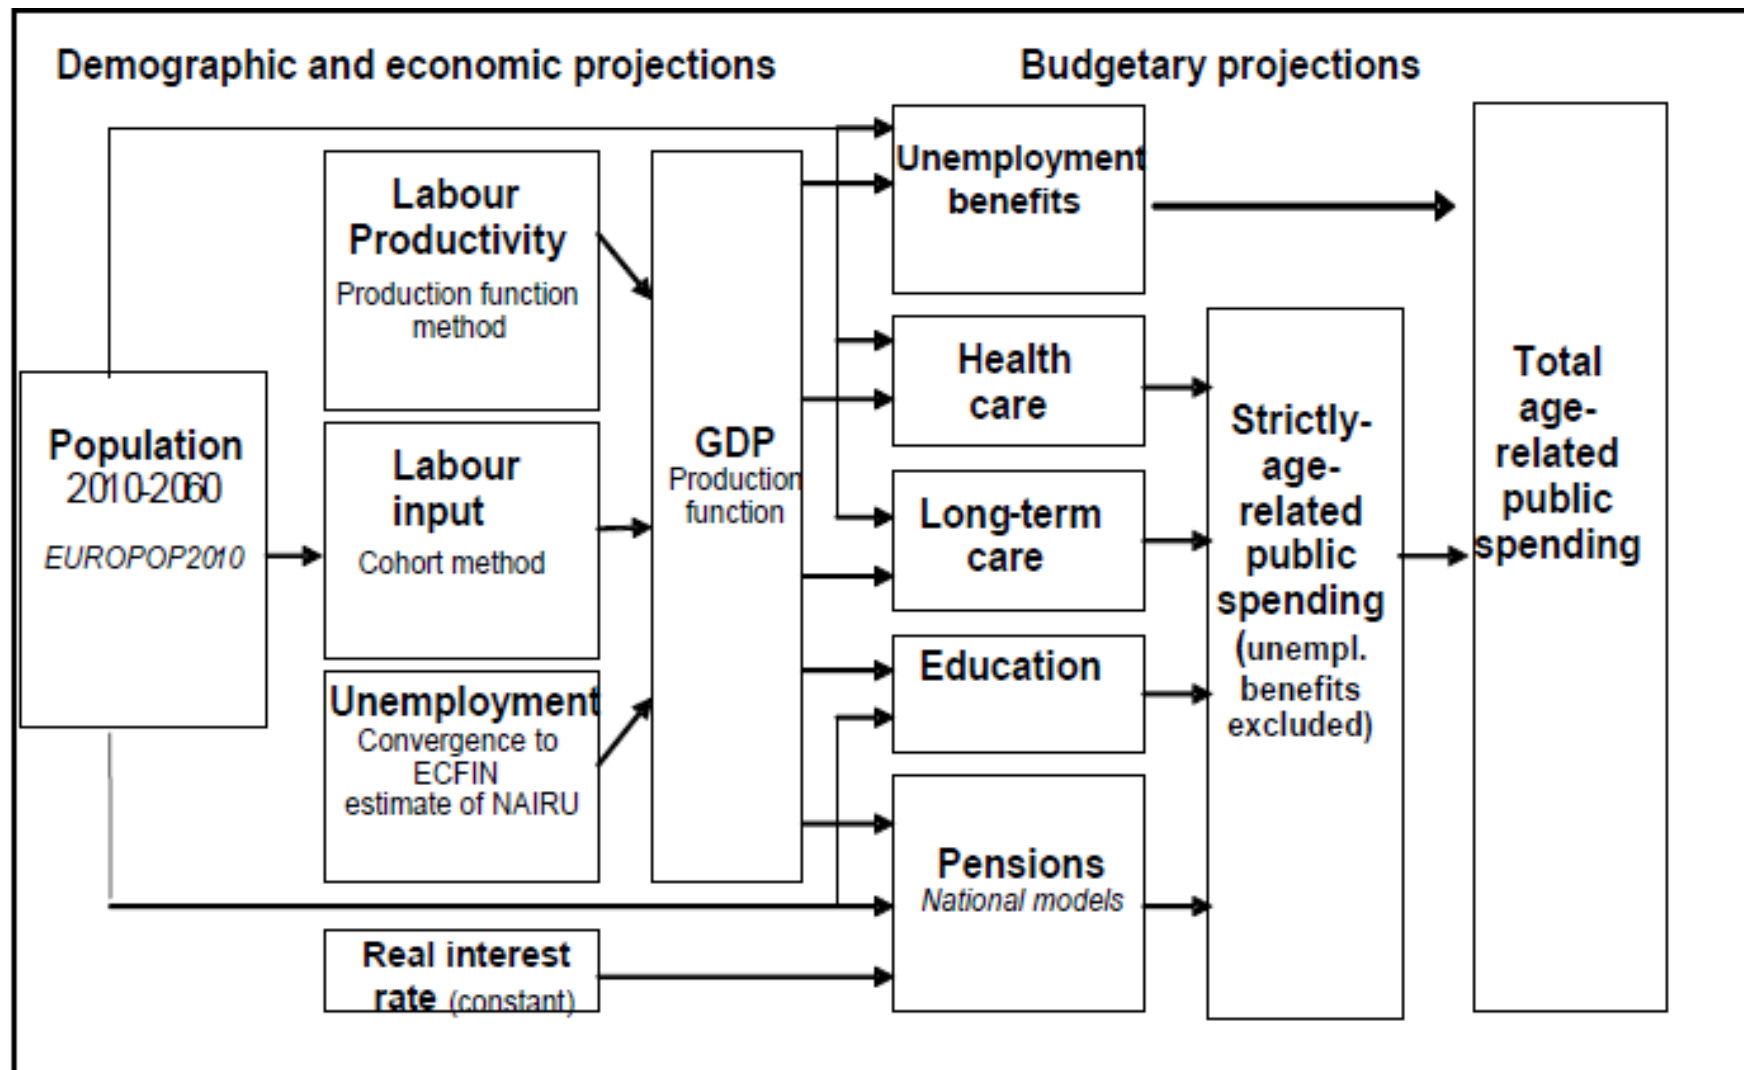 Demographic and economic projections
Budgetary projections
Population
2010-2060
EUROPOP2010
Labour
Productivity
Production function
method
Labour
input
Cohort method
Unemployment
Convergence to
ECFIN
estimate of NAIRU
Real interest
rate (constant)
GDP
Production
function
Unemployment
benefits
Health
care
Long-term
care
Education
Pensions
National models
Strictly-
age-
related
public
spending
(unempl.
benefits
excluded)
Total
age-
related
public
spending